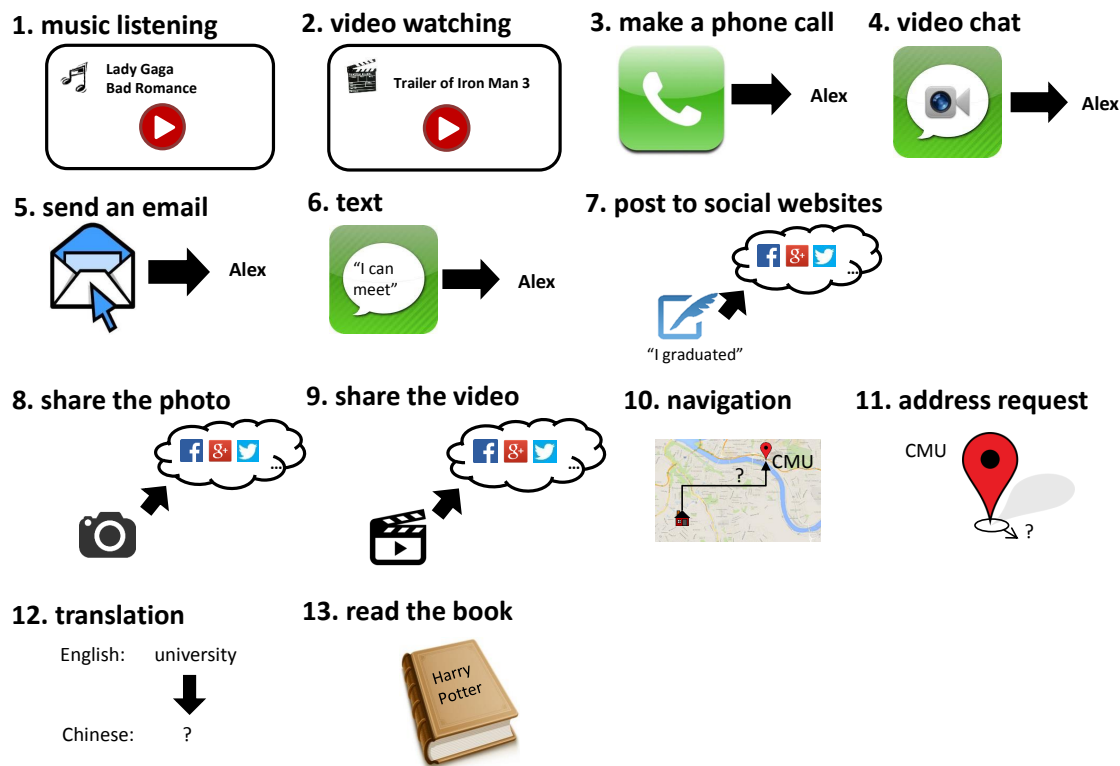 1. music listening
Lady Gaga
Bad Romance
2. video watching
Trailer of Iron Man 3
3. make a phone call
Alex
4. video chat
Alex
5. send an email
Alex
6. text
"I can
meet"
Alex
7. post to social websites
f g+
...
"I graduated"
8. share the photo
f g+
...
9. share the video
f g+
...
10. navigation
CMU
?
11. address request
CMU
?
12. translation
English: university
Chinese: ?
13. read the book
Harry
Potter